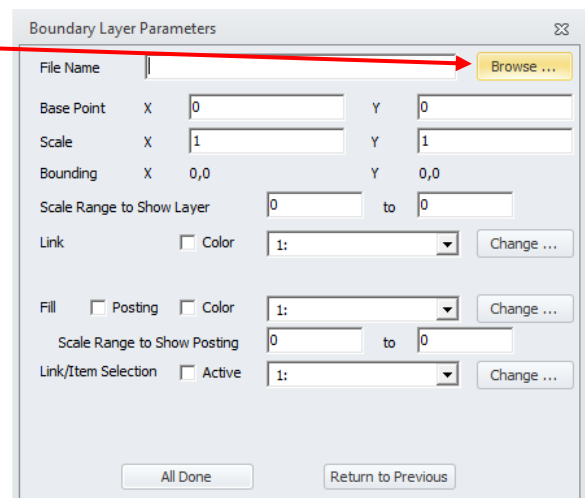 Boundary Layer Parameters
File Name Browse ...
Base Point X 0 Y 0
Scale X 1 Y 1
Bounding X 0,0 Y 0,0
Scale Range to Show Layer 0 to 0
Link Color 1: Change ...
Fill Posting Color 1: Change ...
Scale Range to Show Posting 0 to 0
Link/Item Selection Active 1: Change ...
All Done Return to Previous